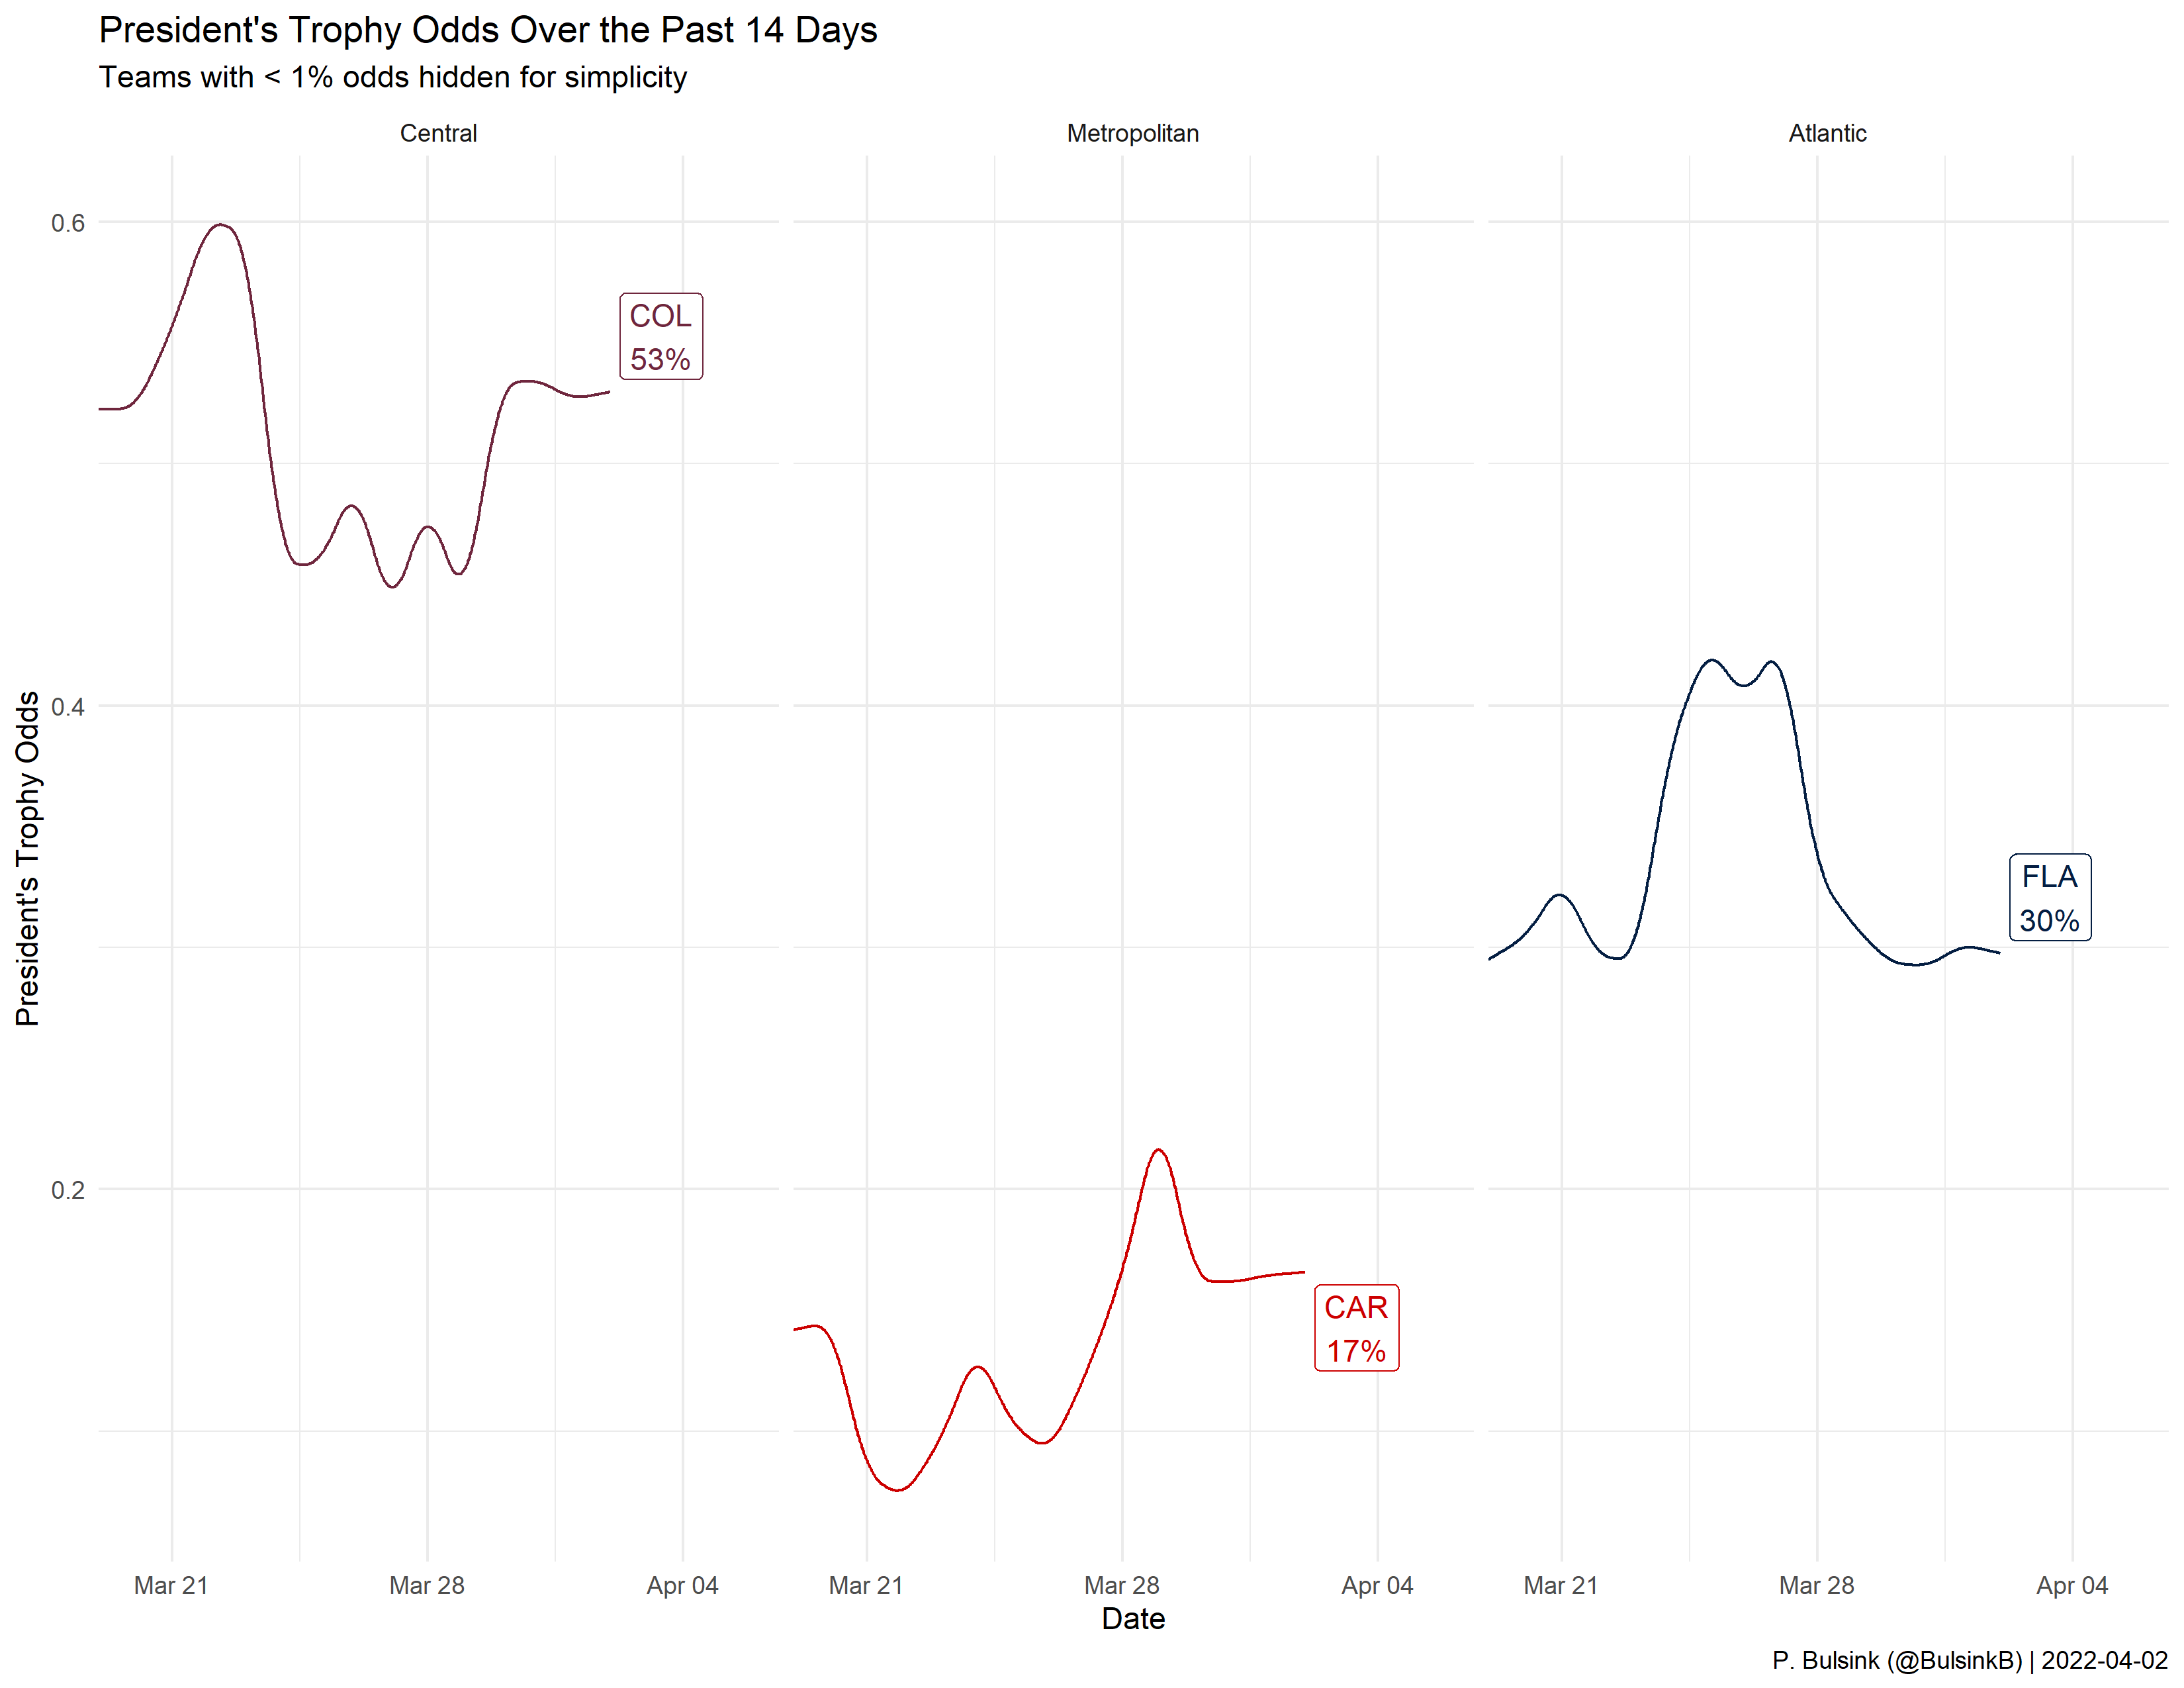 President's Trophy Odds Over the Past 14 Days
Teams with < 1% odds hidden for simplicity
Central
Metropolitan
Atlantic
President's Trophy Odds
0.6
0.4
0.2
COL
53%
CAR
17%
FLA
30%
Mar 21
Mar 28
Apr 04
Mar 21
Mar 28
Apr 04
Mar 21
Mar 28
Apr 04
Date
P. Bulsink (@BulsinkB) | 2022-04-02